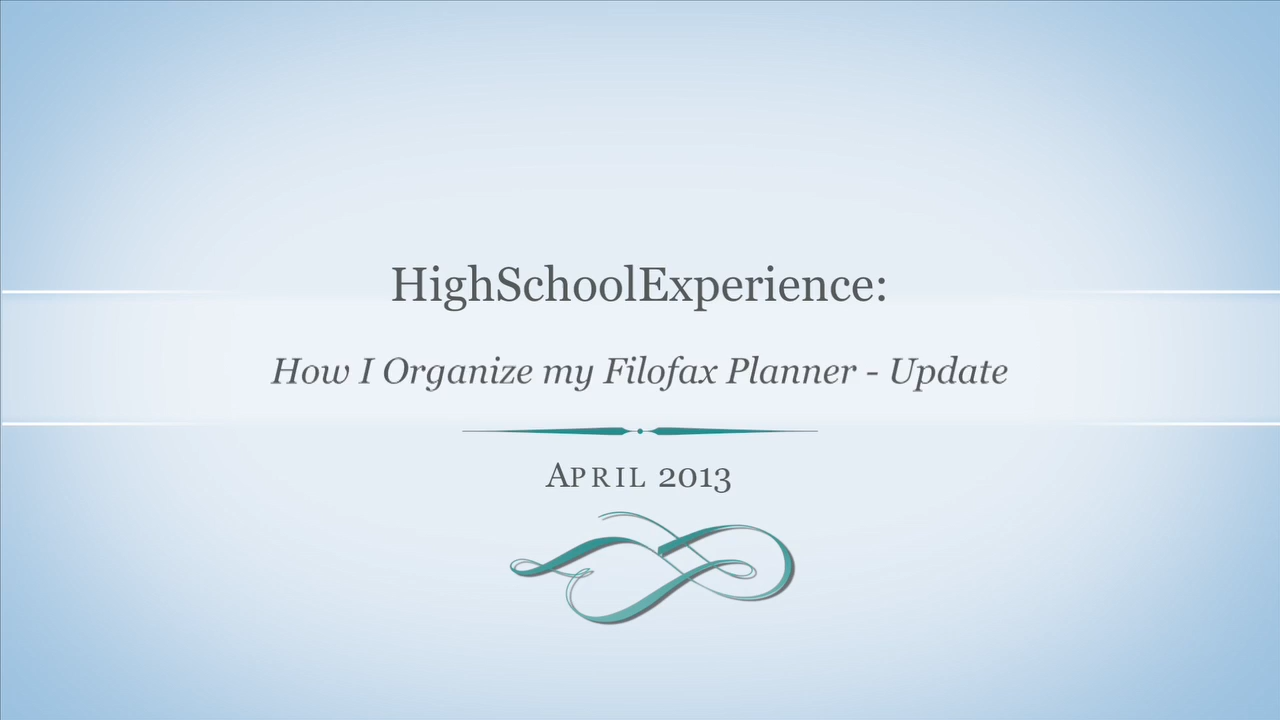 HighSchoolExperience:
How I Organize my Filofax Planner - Update
APRIL 2013